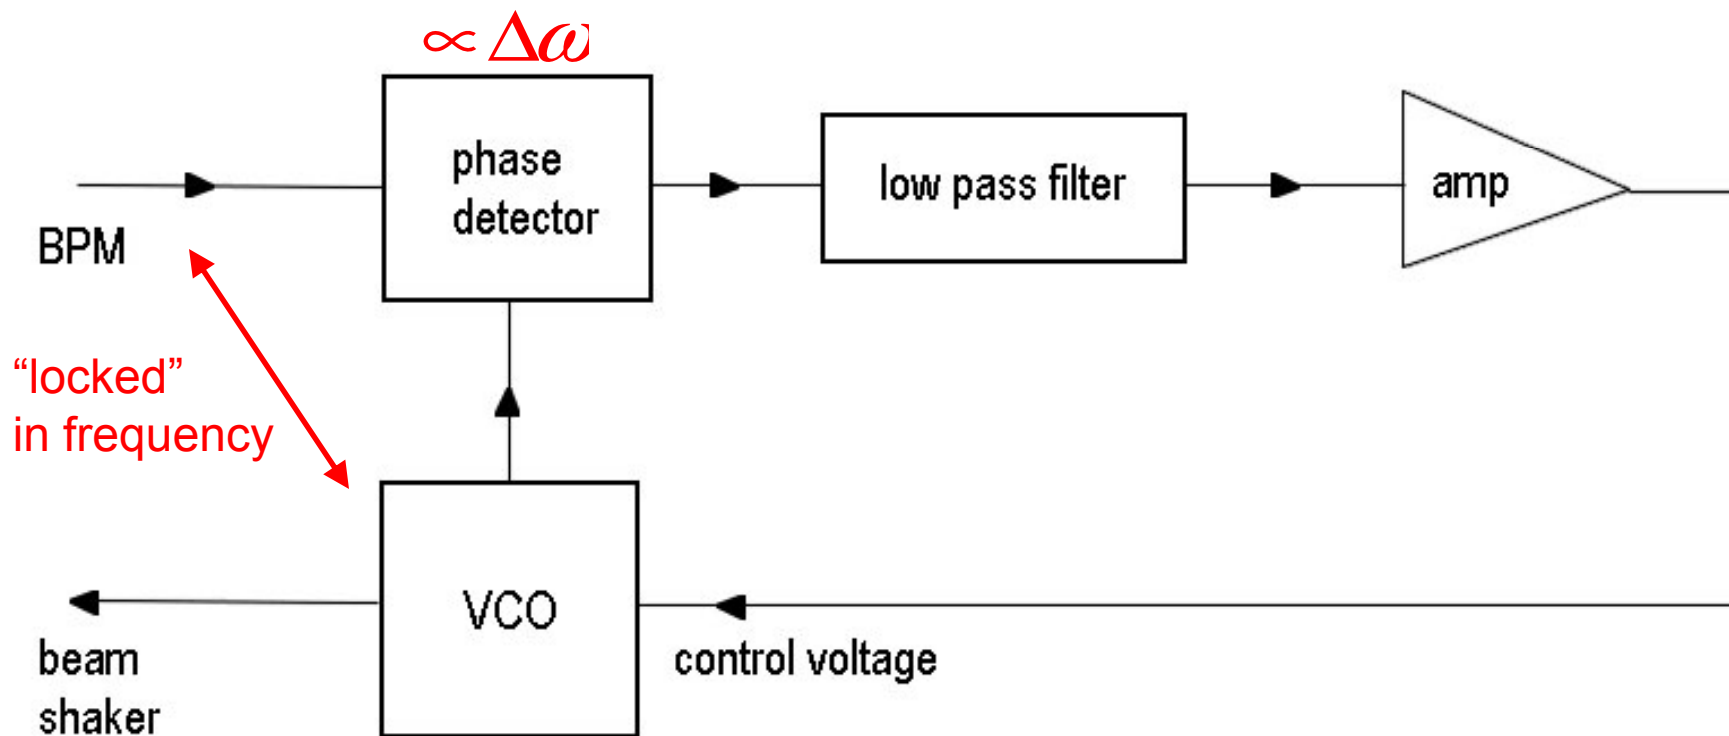 ∝ Δω
phase
detector
low pass filter
amp
BPM
“locked”
in frequency
VCO
beam
shaker
control voltage